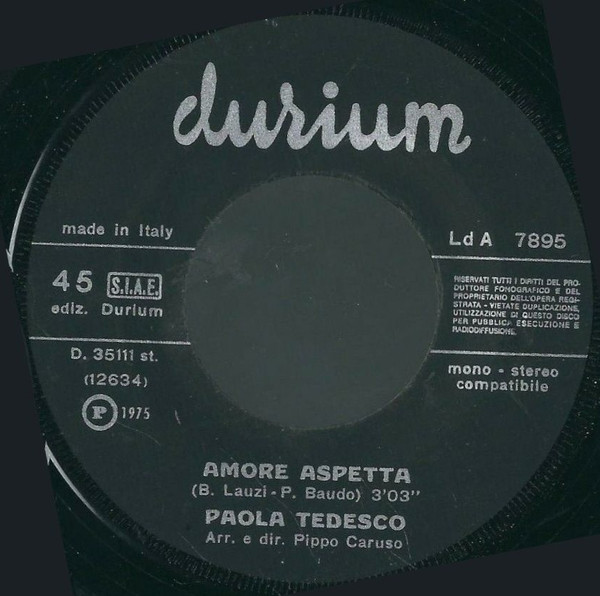 durium
made in Italy
Ld A 7895
45 S.I.A.E.
ediz. Durium
RISERVATI TUTTI I DIRITTI DEL PRO-
DUTTORE FONOGRAFICO E DEL
PROPRIETARIO DELL'OPERA REGI-
STRATA - VIETATE DUPLICAZIONE,
UTILIZZAZIONE DI QUESTO DISCO
PER PUBBLICA ESECUZIONE E
RADIODIFFUSIONE.
D. 35111 st.
(12634)
P 1975
mono - stereo
compatibile
AMORE ASPETTA
(B. Lauzi - P. Baudo) 3'03"
PAOLA TEDESCO
Arr. e dir. Pippo Caruso